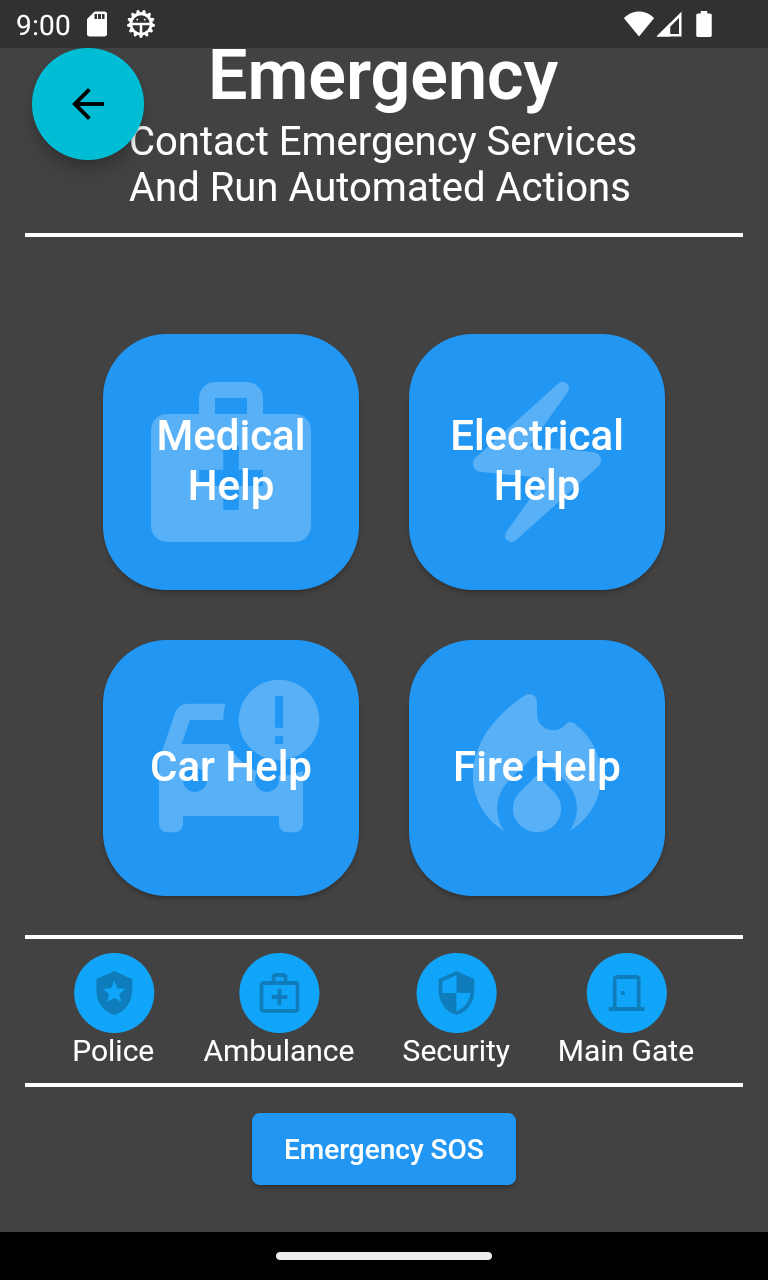 9:00
Emergency
Contact Emergency Services
And Run Automated Actions
Medical
Help
Electrical
Help
Car Help
Fire Help
Police
Ambulance
Security
Main Gate
Emergency SOS